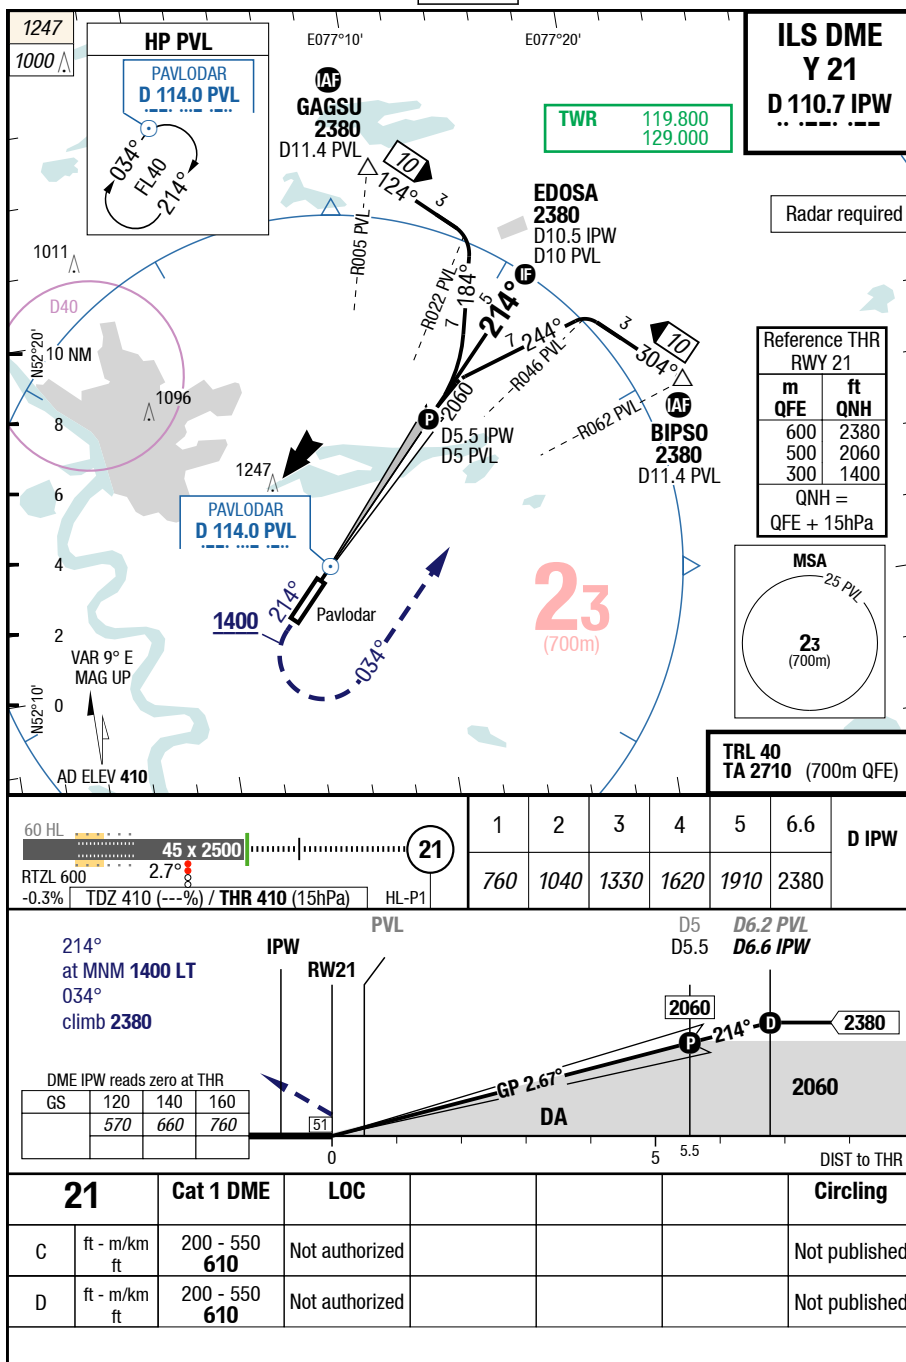 1247
1000
HP PVL
PAVLODAR
D 114.0 PVL
034°
FL40
214°
E077°10'
E077°20'
IAF
GAGSU
2380
D11.4 PVL
ILS DME
Y 21
D 110.7 IPW
TWR 119.800
129.000
Radar required
10
124°
3
EDOSA
2380
D10.5 IPW
D10 PVL
IF
R005 PVL
R022 PVL
184°
7
5
214°
7
244°
3
10
304°
R046 PVL
R062 PVL
IAF
BIPSO
2380
D11.4 PVL
1011
D40
N52°20'
10 NM
1096
8
2060
P
D5.5 IPW
D5 PVL
1247
6
PAVLODAR
D 114.0 PVL
4
214°
Pavlodar
1400
2
034°
VAR 9° E
MAG UP
N52°10'
0
AD ELEV 410
23
(700m)
Reference THR
RWY 21
m ft
QFE QNH
600 2380
500 2060
300 1400
QNH =
QFE + 15hPa
MSA
25 PVL
23
(700m)
TRL 40
TA 2710 (700m QFE)
60 HL
45 x 2500
21
RTZL 600
2.7°
-0.3%
TDZ 410 (---%) / THR 410 (15hPa)
HL-P1
1 2 3 4 5 6.6 D IPW
760 1040 1330 1620 1910 2380
214°
at MNM 1400 LT
034°
climb 2380
PVL
IPW
RW21
D5 D6.2 PVL
D5.5 D6.6 IPW
2060
P
214°
D
2380
GP 2.67°
2060
DA
DME IPW reads zero at THR
GS 120 140 160
570 660 760
51
0
5
5.5
DIST to THR
21 Cat 1 DME LOC Circling
C ft - m/km 200 - 550 Not authorized Not published
ft 610
D ft - m/km 200 - 550 Not authorized Not published
ft 610